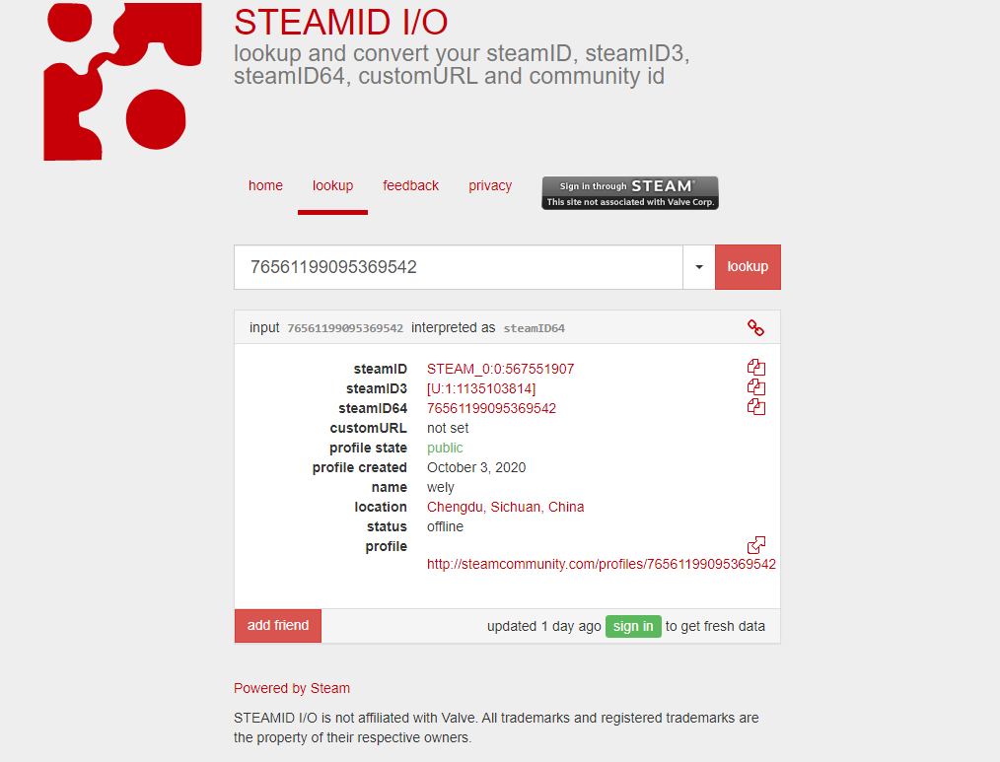 STEAMID I/O
lookup and convert your steamID, steamID3,
steamID64, customURL and community id
home lookup feedback privacy Sign in through STEAM®
This site not associated with Valve Corp.
76561199095369542 lookup
input 76561199095369542 interpreted as steamID64
steamID STEAM_0:0:567551907
steamID3 [U:1:1135103814]
steamID64 76561199095369542
customURL not set
profile state public
profile created October 3, 2020
name wely
location Chengdu, Sichuan, China
status offline
profile
http://steamcommunity.com/profiles/76561199095369542
add friend updated 1 day ago sign in to get fresh data
Powered by Steam
STEAMID I/O is not affiliated with Valve. All trademarks and registered trademarks are
the property of their respective owners.